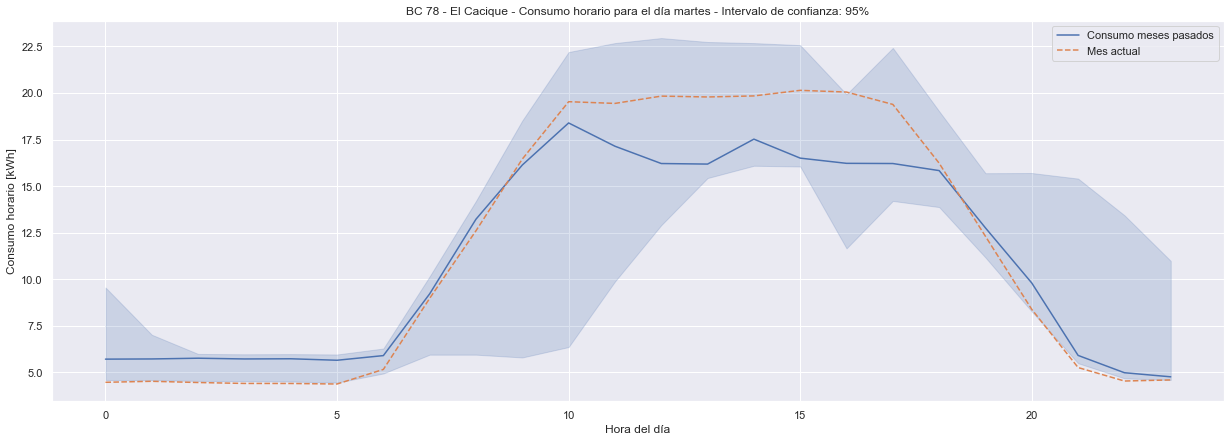 BC 78 - El Cacique - Consumo horario para el día martes - Intervalo de confianza: 95%
Consumo meses pasados
Mes actual
Consumo horario [kWh]
22.5
20.0
17.5
15.0
12.5
10.0
7.5
5.0
0 5 10 15 20
Hora del día